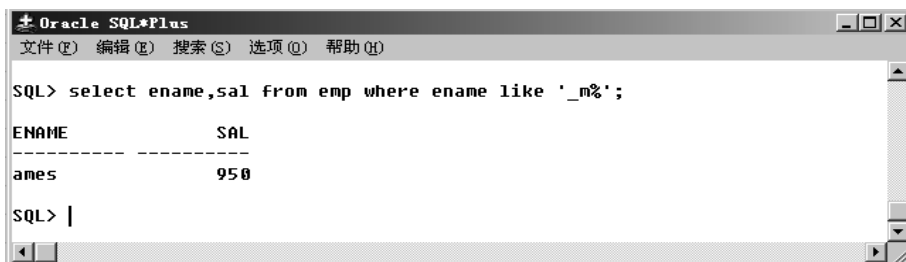 Oracle SQL*Plus
文件(F) 编辑(E) 搜索(S) 选项(O) 帮助(H)
SQL> select ename,sal from emp where ename like '_m%';
ENAME SAL
---------- ----------
ames 950
SQL>